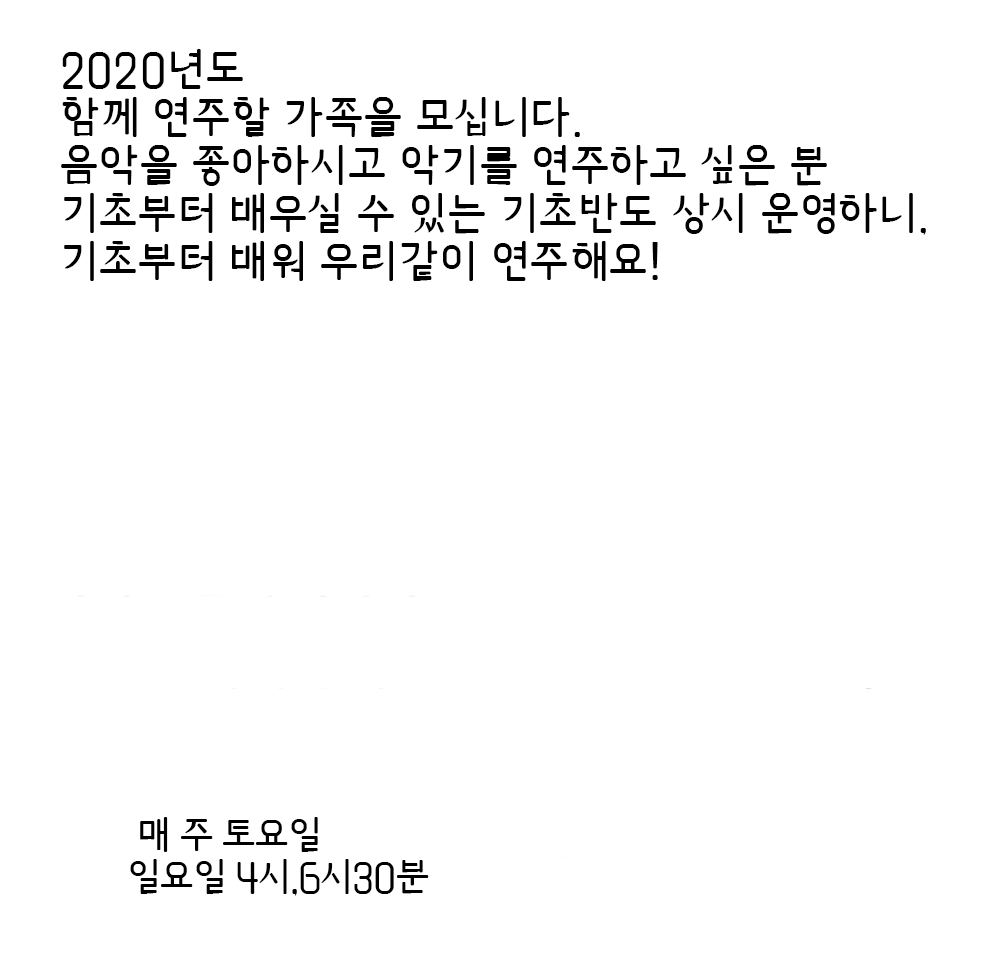 2020년도
함께 연주할 가족을 모십니다.
음악을 좋아하시고 악기를 연주하고 싶은 분
기초부터 배우실 수 있는 기초반도 상시 운영하니,
기초부터 배워 우리같이 연주해요!
매 주 토요일
일요일 4시,6시30분